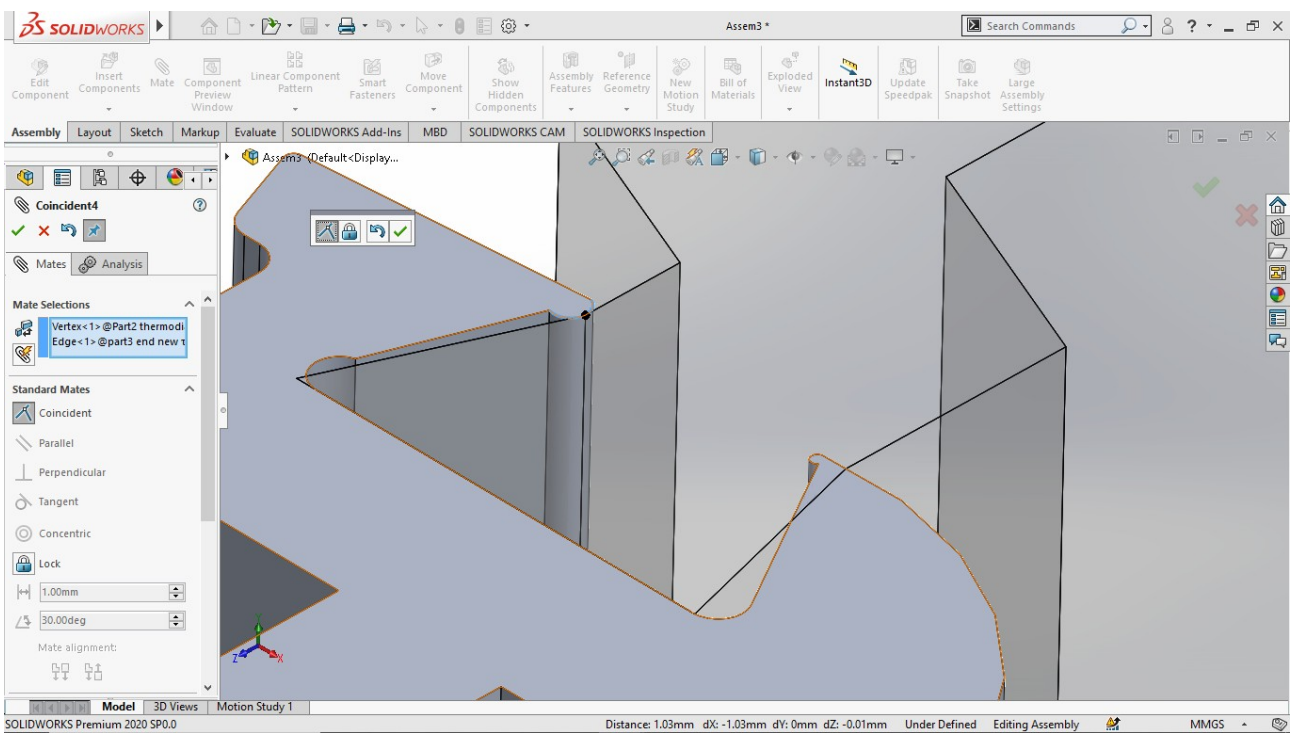 SOLIDWORKS
Assem3 *
Search Commands
?
Edit Component
Insert Components
Mate
Component Preview Window
Linear Component Pattern
Smart Fasteners
Move Component
Show Hidden Components
Assembly Features
Reference Geometry
New Motion Study
Bill of Materials
Exploded View
Instant3D
Update Speedpak
Take Snapshot
Large Assembly Settings
Assembly Layout Sketch Markup Evaluate SOLIDWORKS Add-Ins MBD SOLIDWORKS CAM SOLIDWORKS Inspection
Assem3 (Default<Display...
Coincident4
Mates Analysis
Mate Selections
Vertex<1>@Part2 thermodi
Edge<1>@part3 end new
Standard Mates
Coincident
Parallel
Perpendicular
Tangent
Concentric
Lock
1.00mm
30.00deg
Mate alignment:
Y
Z X
Model 3D Views Motion Study 1
SOLIDWORKS Premium 2020 SP0.0 Distance: 1.03mm dX: -1.03mm dY: 0mm dZ: -0.01mm Under Defined Editing Assembly MMGS